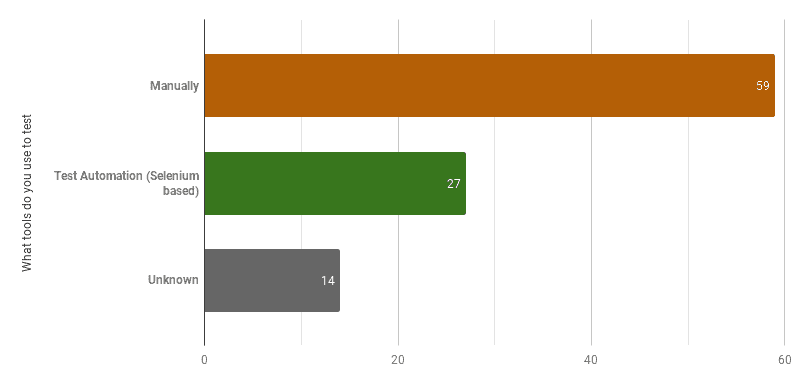 What tools do you use to test
Manually
59
Test Automation (Selenium
based)
27
Unknown
14
0
20
40
60